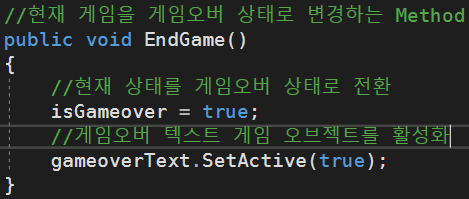 //현재 게임을 게임오버 상태로 변경하는 Method
public void EndGame()
{
//현재 상태를 게임오버 상태로 전환
isGameover = true;
//게임오버 텍스트 게임 오브젝트를 활성화
gameoverText.SetActive(true);
}